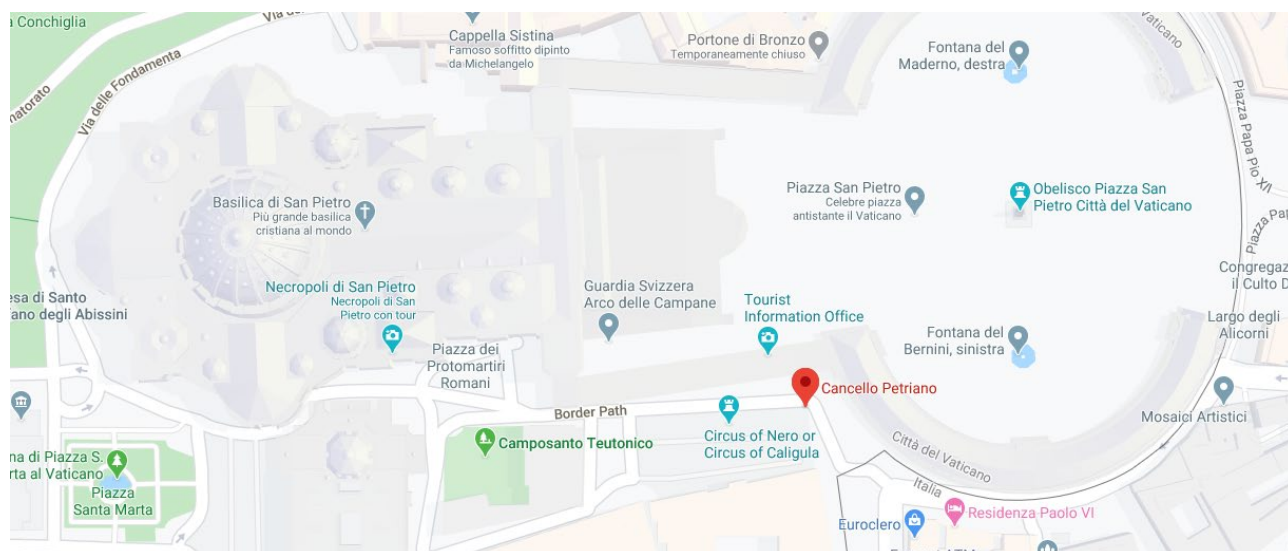 a Conchiglia
Via de
Via delle Fondamenta
natorato
Cappella Sistina
Famoso soffitto dipinto
da Michelangelo
Portone di Bronzo
Temporaneamente chiuso
Fontana del
Maderno, destra
Vaticano
Piazza Papa Pio XII
Piazza Pap
Basilica di San Pietro
Più grande basilica
cristiana al mondo
Piazza San Pietro
Celebre piazza
antistante il Vaticano
Obelisco Piazza San
Pietro Città del Vaticano
Necropoli di San Pietro
Necropoli di San
Pietro con tour
Guardia Svizzera
Arco delle Campane
Tourist
Information Office
Congregaz
il Culto D
esa di Santo
fano degli Abissini
Piazza dei
Protomartiri
Romani
Fontana del
Bernini, sinistra
Largo degli
Alicorni
Cancello Petriano
Border Path
Mosaici Artistici
Camposanto Teutonico
Circus of Nero or
Circus of Caligula
Città del Vaticano
Italia
na di Piazza S.
rta al Vaticano
Piazza
Santa Marta
Euroclero
Residenza Paolo VI